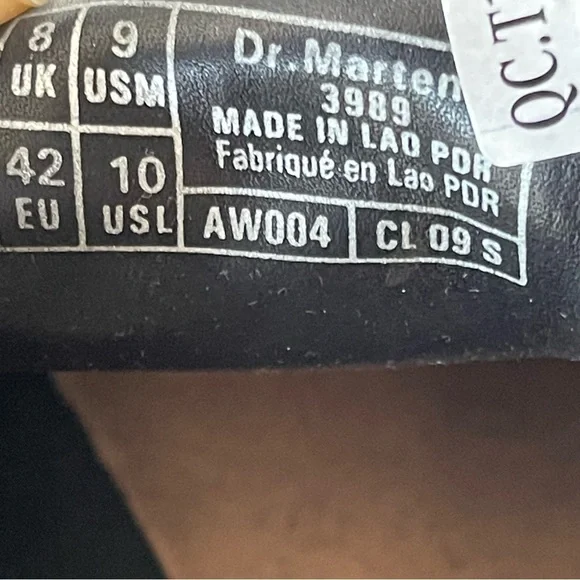 8 UK
9 USM
42 EU
10 USL
Dr. Marten
3989
MADE IN LAO PDR
Fabriqué en Lao PDR
AW004
CL 09 S
QC.T